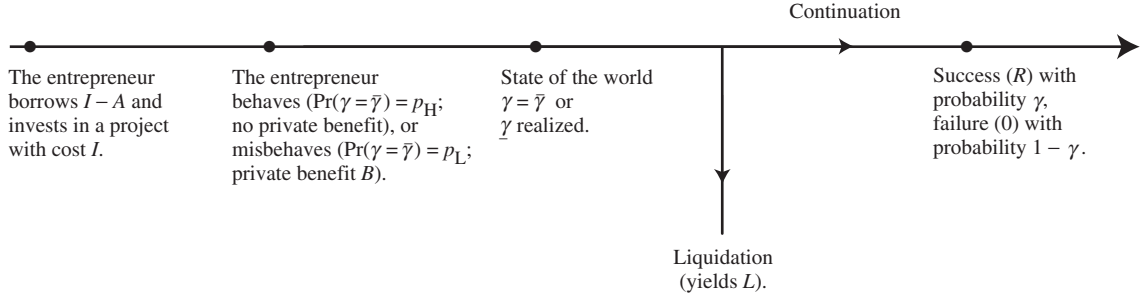 Continuation
The entrepreneur
borrows I – A and
invests in a project
with cost I.
The entrepreneur
behaves (Pr(γ = γ̄) = p_H;
no private benefit), or
misbehaves (Pr(γ = γ̄) = p_L;
private benefit B).
State of the world
γ = γ̄ or
γ̲ realized.
Success (R) with
probability γ,
failure (0) with
probability 1 – γ.
Liquidation
(yields L).